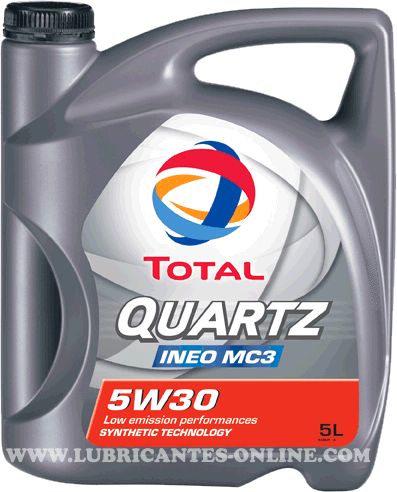 TOTAL
QUARTZ
INEO MC3
5W30
Low emission performances
SYNTHETIC TECHNOLOGY
5L
WWW.LUBRICANTES-ONLINE.COM